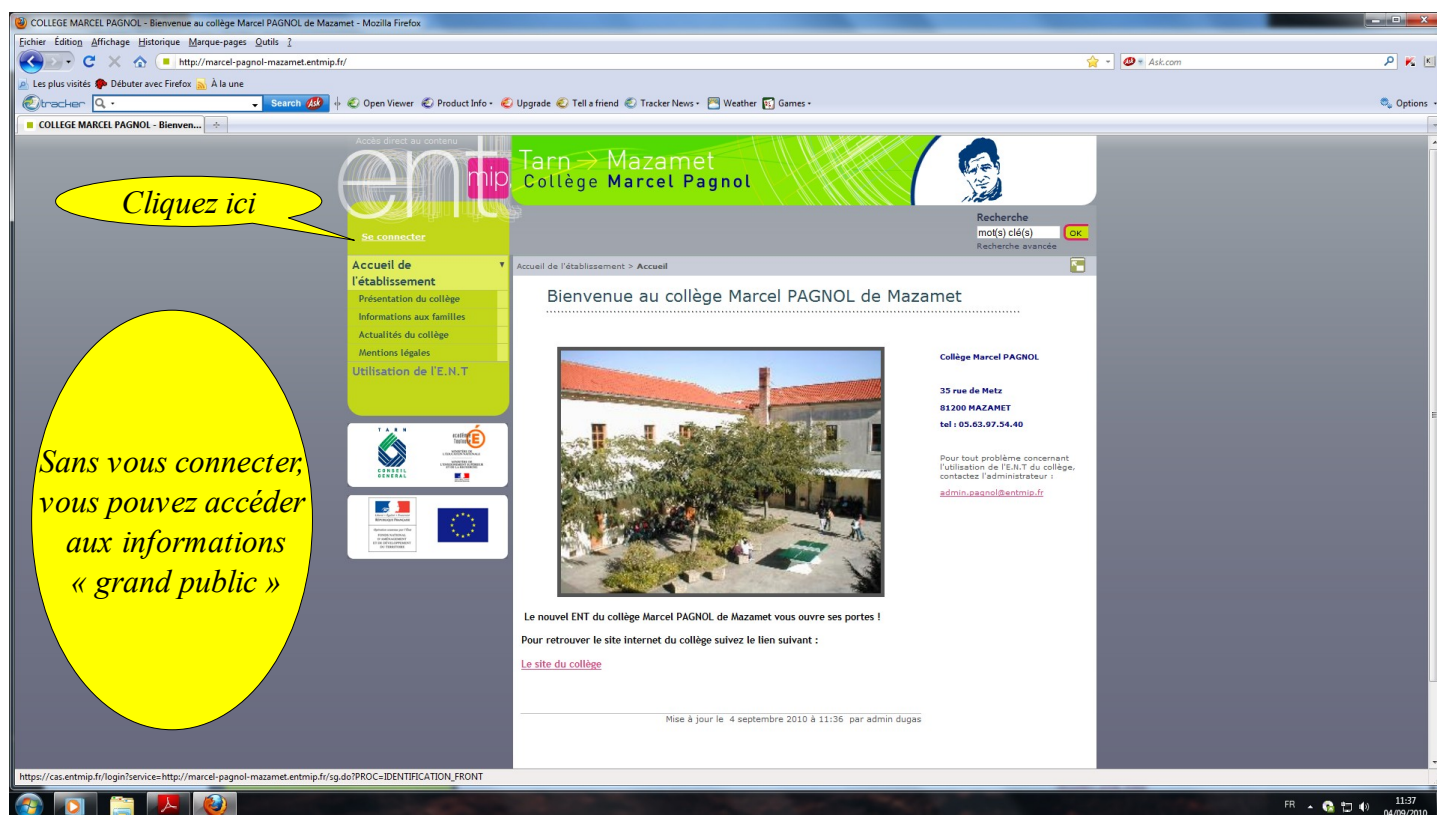 COLLEGE MARCEL PAGNOL - Bienvenue au collège Marcel PAGNOL de Mazamet - Mozilla Firefox
Fichier Édition Affichage Historique Marque-pages Outils ?
http://marcel-pagnol-mazamet.entmip.fr/
Ask.com
Les plus visités Débuter avec Firefox À la une
tracker Search Ask Open Viewer Product Info Upgrade Tell a friend Tracker News Weather Games Options
COLLEGE MARCEL PAGNOL - Bienven...
Accès direct au contenu
ent mip
Tarn -> Mazamet
Collège Marcel Pagnol
Cliquez ici
Se connecter
Recherche
mot(s) clé(s) OK
Recherche avancée
Accueil de l'établissement > Accueil
Accueil de
l'établissement
Présentation du collège
Informations aux familles
Actualités du collège
Mentions légales
Utilisation de l'E.N.T
TARN
CONSEIL
GENERAL
académie
Toulouse
Sans vous connecter,
vous pouvez accéder
aux informations
« grand public »
Bienvenue au collège Marcel PAGNOL de Mazamet
Collège Marcel PAGNOL
35 rue de Metz
81200 MAZAMET
tel : 05.63.97.54.40
Pour tout problème concernant
l'utilisation de l'E.N.T du collège,
contactez l'administrateur :
admin.pagnol@entmip.fr
Le nouvel ENT du collège Marcel PAGNOL de Mazamet vous ouvre ses portes !
Pour retrouver le site internet du collège suivez le lien suivant :
Le site du collège
Mise à jour le 4 septembre 2010 à 11:36 par admin dugas
https://cas.entmip.fr/login?service=http://marcel-pagnol-mazamet.entmip.fr/sg.do?PROC=IDENTIFICATION_FRONT
FR 11:37
04/09/2010